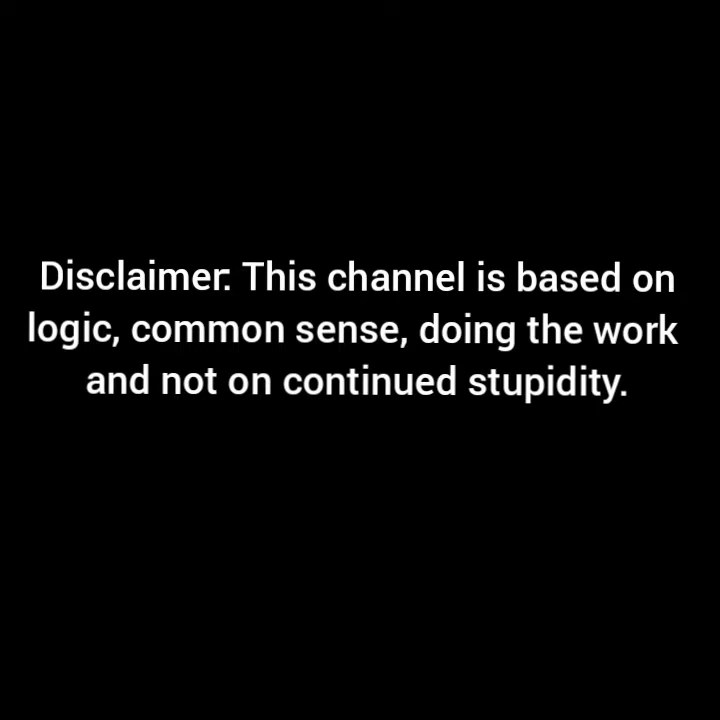 Disclaimer: This channel is based on
logic, common sense, doing the work
and not on continued stupidity.